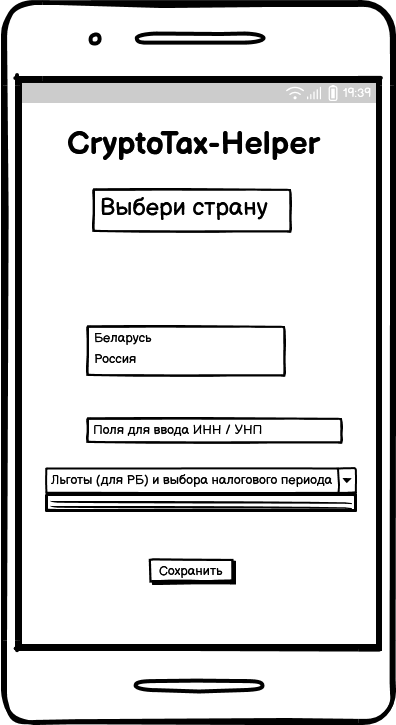 19:39
CryptoTax-Helper
Выбери страну
Беларусь
Россия
Поля для ввода ИНН / УНП
Льготы (для РБ) и выбора налогового периода
Сохранить